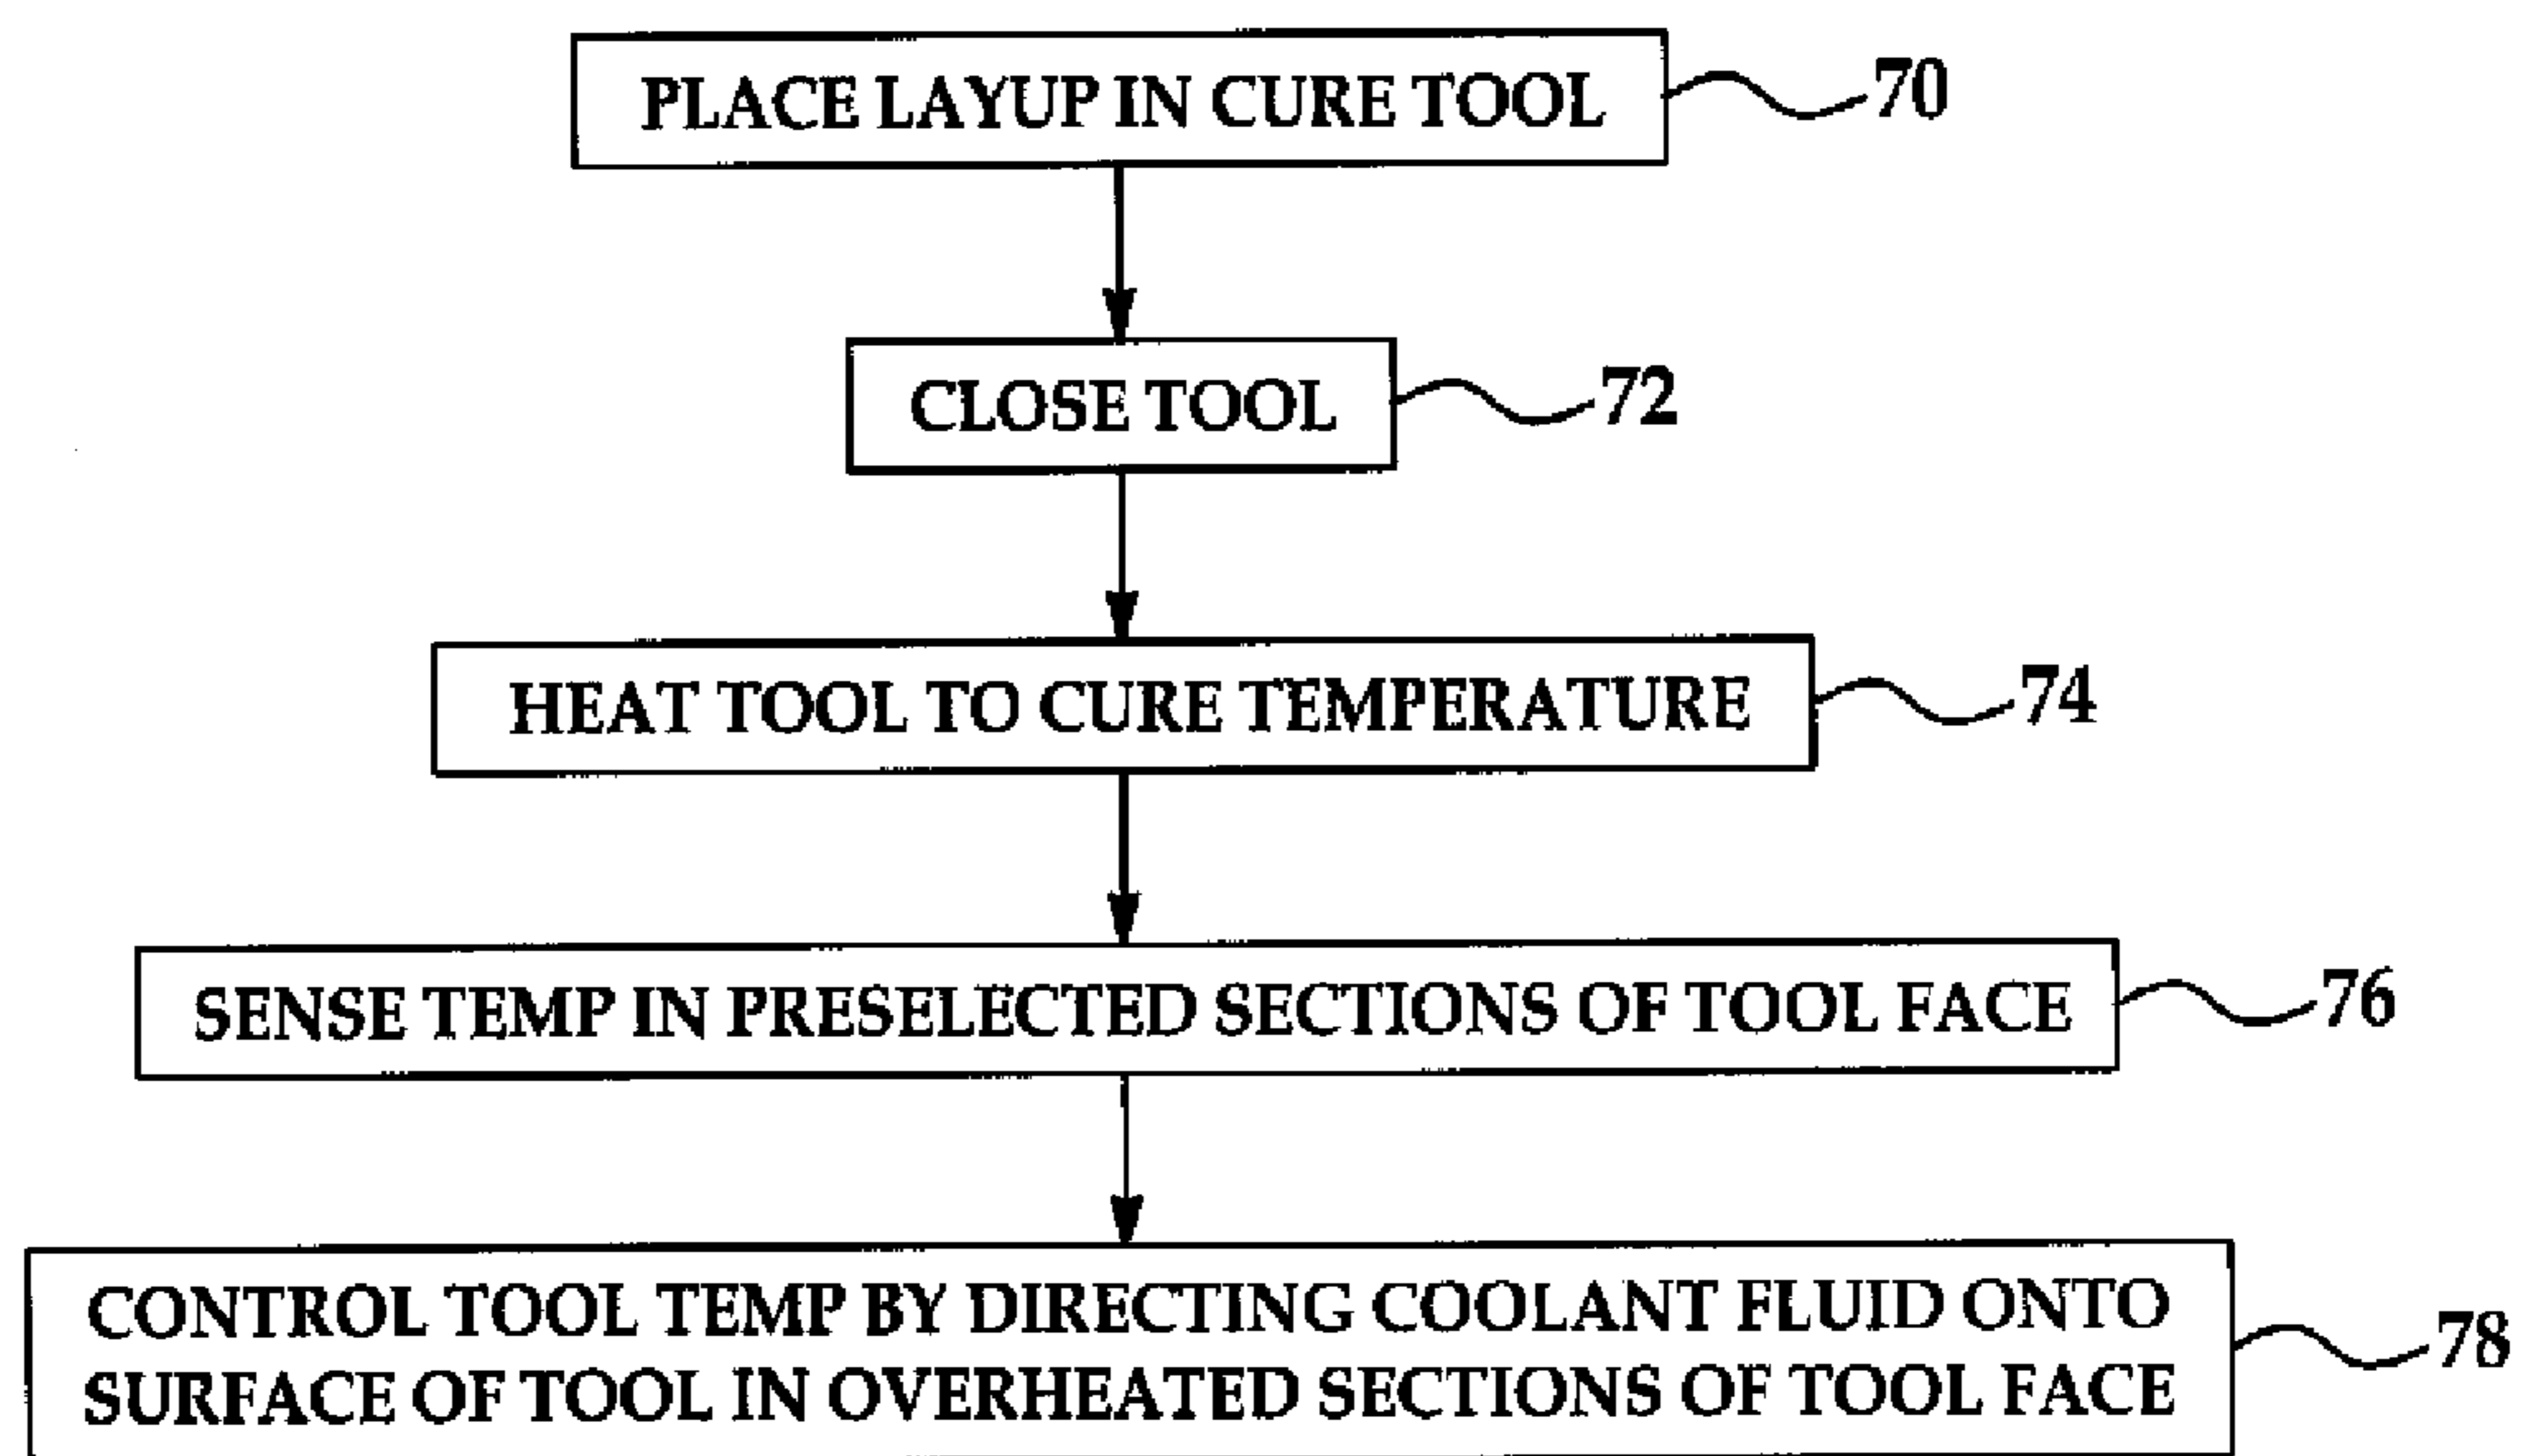 PLACE LAYUP IN CURE TOOL
70
CLOSE TOOL
72
HEAT TOOL TO CURE TEMPERATURE
74
SENSE TEMP IN PRESELECTED SECTIONS OF TOOL FACE
76
CONTROL TOOL TEMP BY DIRECTING COOLANT FLUID ONTO
SURFACE OF TOOL IN OVERHEATED SECTIONS OF TOOL FACE
78